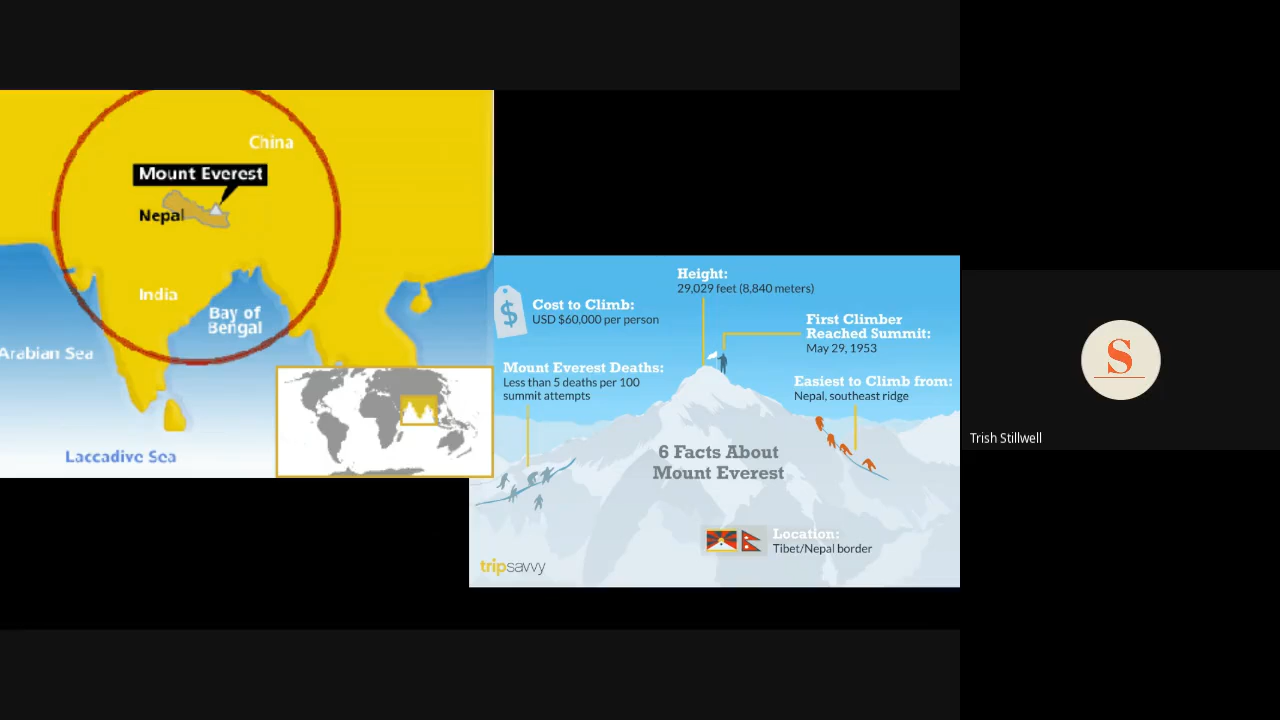 China
Mount Everest
Nepal
India
Bay of
Bengal
Arabian Sea
Laccadive Sea
Height:
29,029 feet (8,840 meters)
$
Cost to Climb:
USD $60,000 per person
First Climber
Reached Summit:
May 29, 1953
Mount Everest Deaths:
Less than 5 deaths per 100
summit attempts
Easiest to Climb from:
Nepal, southeast ridge
6 Facts About
Mount Everest
Location:
Tibet/Nepal border
tripsavvy
S
Trish Stillwell